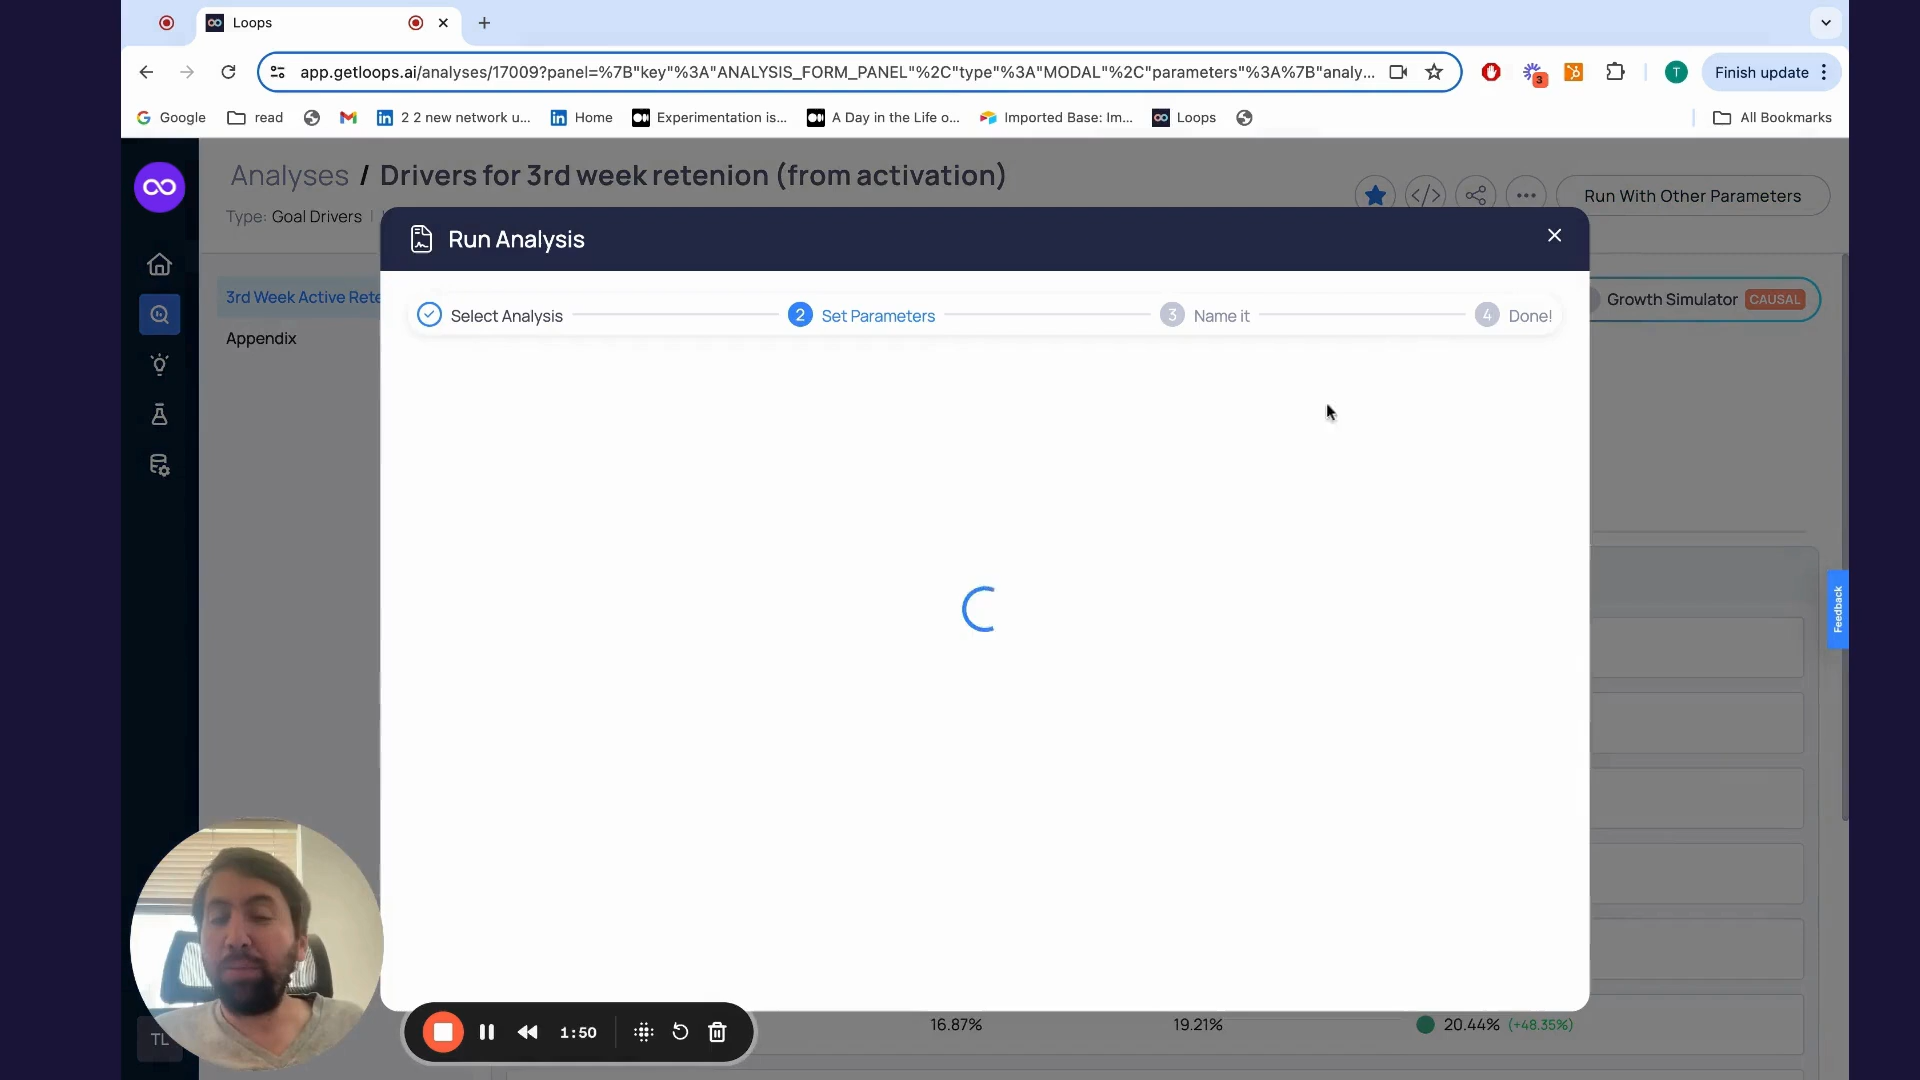 Loops
app.getloops.ai/analyses/17009?panel=%7B"key"%3A"ANALYSIS_FORM_PANEL"%2C"type"%3A"MODAL"%2C"parameters"%3A%7B"analy...
3
T
Finish update
Google
read
2 2 new network u...
Home
Experimentation is...
A Day in the Life o...
Imported Base: Im...
Loops
All Bookmarks
Analyses / Drivers for 3rd week retenion (from activation)
Type: Goal Drivers
Run With Other Parameters
Run Analysis
3rd Week Active Rete
Appendix
Select Analysis
2 Set Parameters
3 Name it
4 Done!
Growth Simulator CAUSAL
Feedback
TL
1:50
16.87%
19.21%
20.44% (+48.35%)